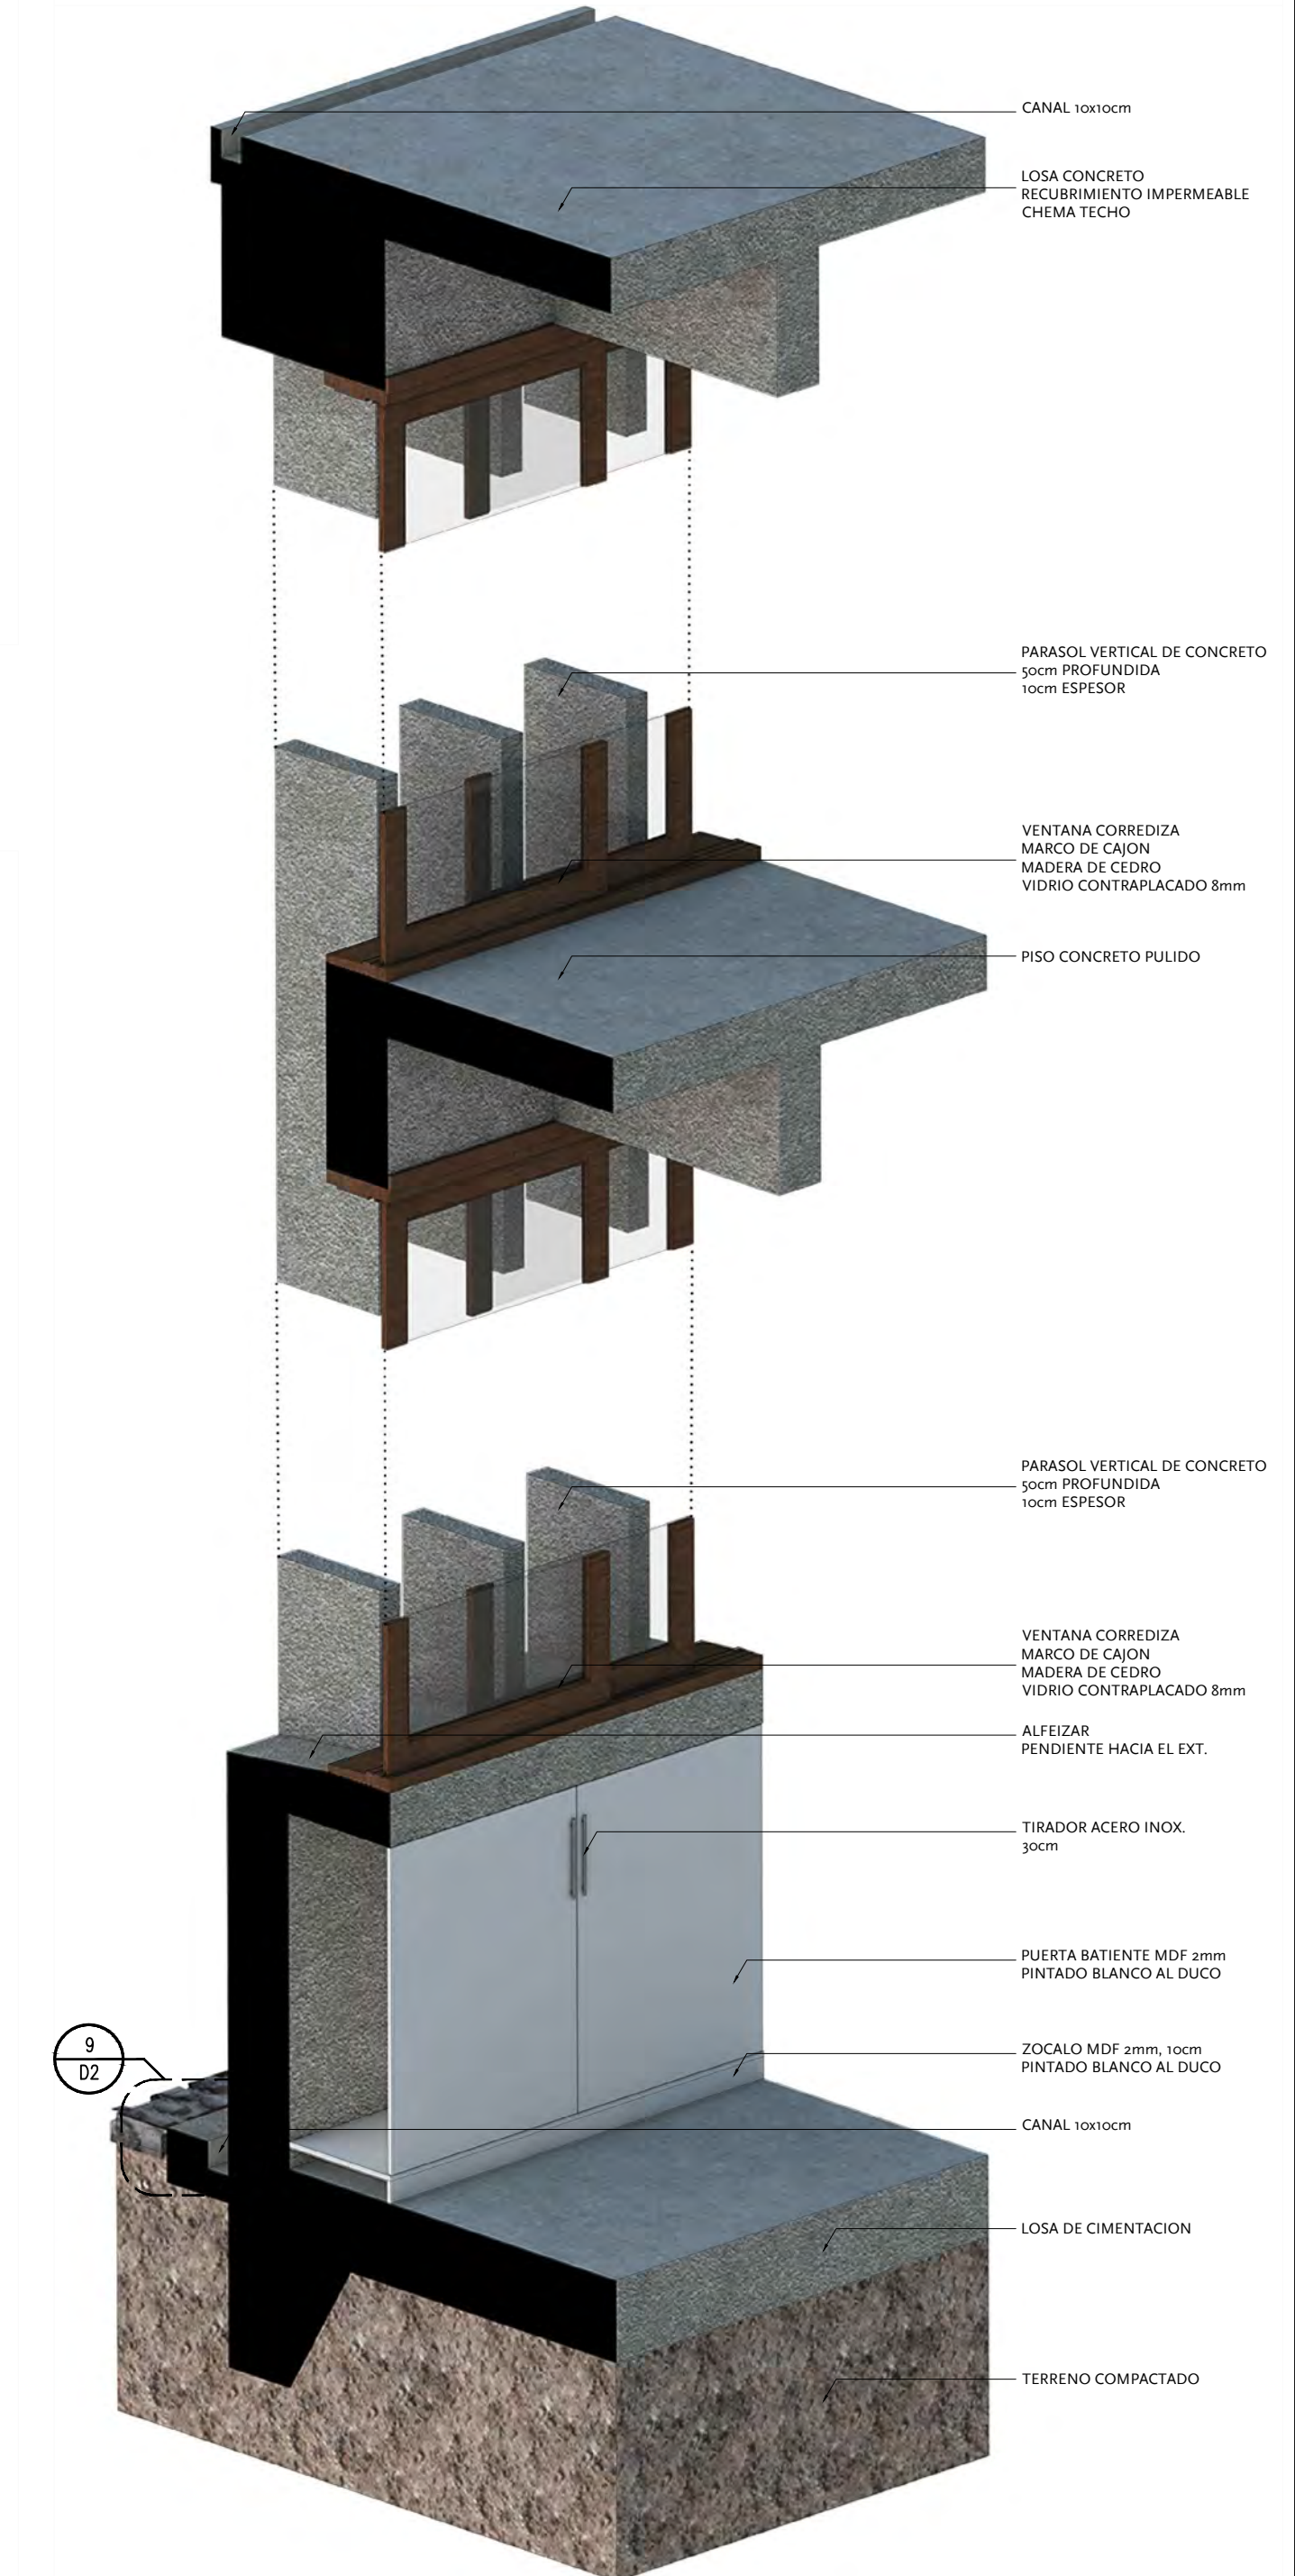 CANAL 10x10cm
LOSA CONCRETO
RECUBRIMIENTO IMPERMEABLE
CHEMA TECHO
PARASOL VERTICAL DE CONCRETO
50cm PROFUNDIDA
10cm ESPESOR
VENTANA CORREDIZA
MARCO DE CAJON
MADERA DE CEDRO
VIDRIO CONTRAPLACADO 8mm
PISO CONCRETO PULIDO
PARASOL VERTICAL DE CONCRETO
50cm PROFUNDIDA
10cm ESPESOR
VENTANA CORREDIZA
MARCO DE CAJON
MADERA DE CEDRO
VIDRIO CONTRAPLACADO 8mm
ALFEIZAR
PENDIENTE HACIA EL EXT.
TIRADOR ACERO INOX.
30cm
PUERTA BATIENTE MDF 2mm
PINTADO BLANCO AL DUCO
9
D2
ZOCALO MDF 2mm, 10cm
PINTADO BLANCO AL DUCO
CANAL 10x10cm
LOSA DE CIMENTACION
TERRENO COMPACTADO